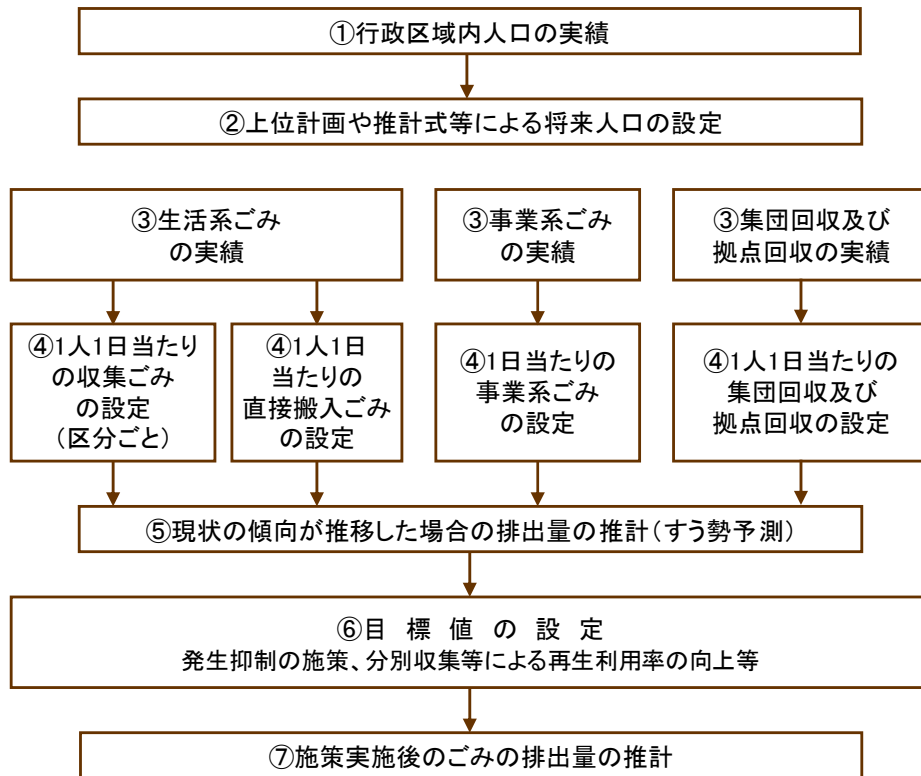 ①行政区域内人口の実績
②上位計画や推計式等による将来人口の設定
③生活系ごみ
の実績
③事業系ごみ
の実績
③集団回収及び
拠点回収の実績
④1人1日当たり
の収集ごみ
の設定
（区分ごと）
④1人1日
当たりの
直接搬入ごみ
の設定
④1日当たりの
事業系ごみ
の設定
④1人1日当たりの
集団回収及び
拠点回収の設定
⑤現状の傾向が推移した場合の排出量の推計（すう勢予測）
⑥目 標 値 の 設 定
発生抑制の施策、分別収集等による再生利用率の向上等
⑦施策実施後のごみの排出量の推計